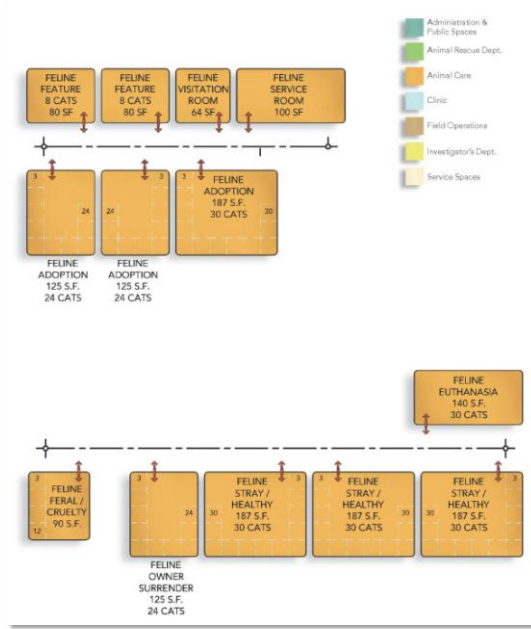 Administration &
Public Spaces
Animal Rescue Dept.
Animal Care
Clinic
Field Operations
Investigator's Dept.
Service Spaces
FELINE
FEATURE
8 CATS
80 SF
FELINE
FEATURE
8 CATS
80 SF
FELINE
VISITATION
ROOM
64 SF
FELINE
SERVICE
ROOM
100 SF
3
24
FELINE
ADOPTION
125 S.F.
24 CATS
3
24
FELINE
ADOPTION
125 S.F.
24 CATS
3
FELINE
ADOPTION
187 S.F.
30 CATS
30
FELINE
EUTHANASIA
140 S.F.
30 CATS
3
FELINE
FERAL /
CRUELTY
90 S.F.
12
3
24
FELINE
OWNER
SURRENDER
125 S.F.
24 CATS
3
FELINE
STRAY /
HEALTHY
187 S.F.
30 CATS
30
3
FELINE
STRAY /
HEALTHY
187 S.F.
30 CATS
30
3
FELINE
STRAY /
HEALTHY
187 S.F.
30 CATS
30